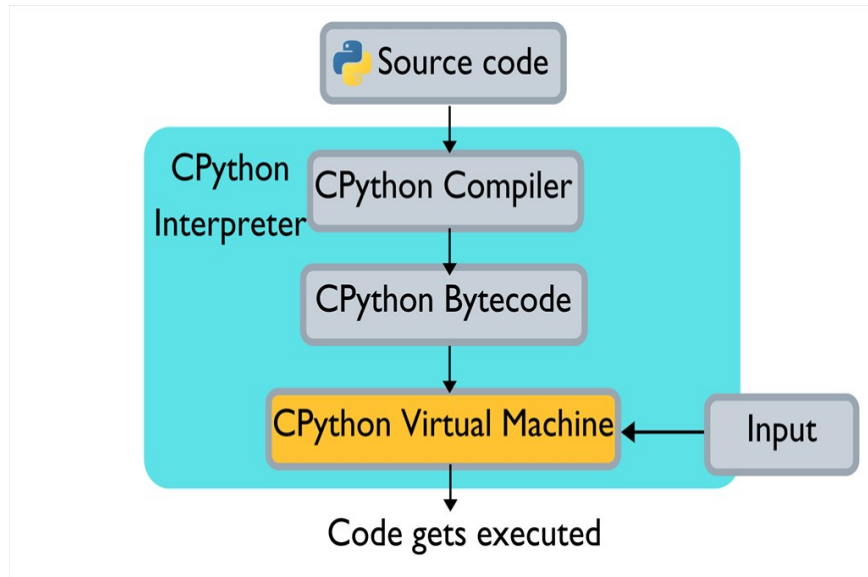 Source code
CPython
Interpreter
CPython Compiler
CPython Bytecode
CPython Virtual Machine
Input
Code gets executed